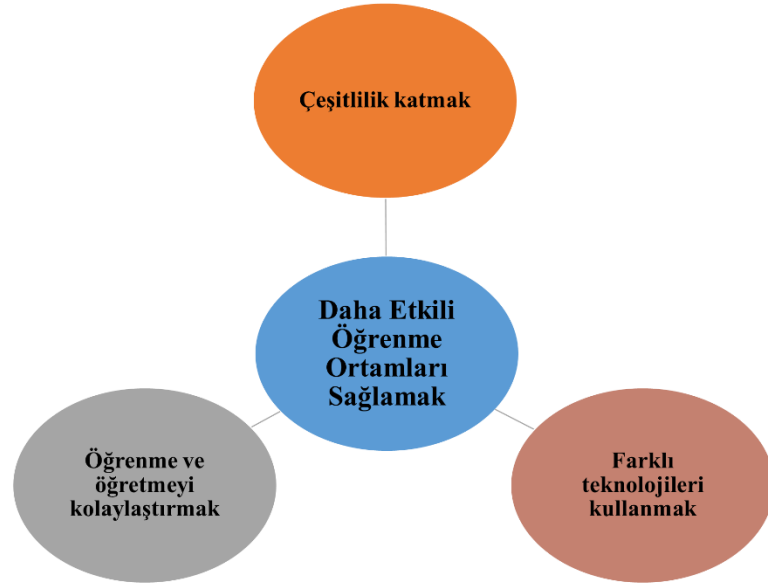 Çeşitlilik katmak
Daha Etkili
Öğrenme
Ortamları
Sağlamak
Öğrenme ve
öğretmeyi
kolaylaştırmak
Farklı
teknolojileri
kullanmak